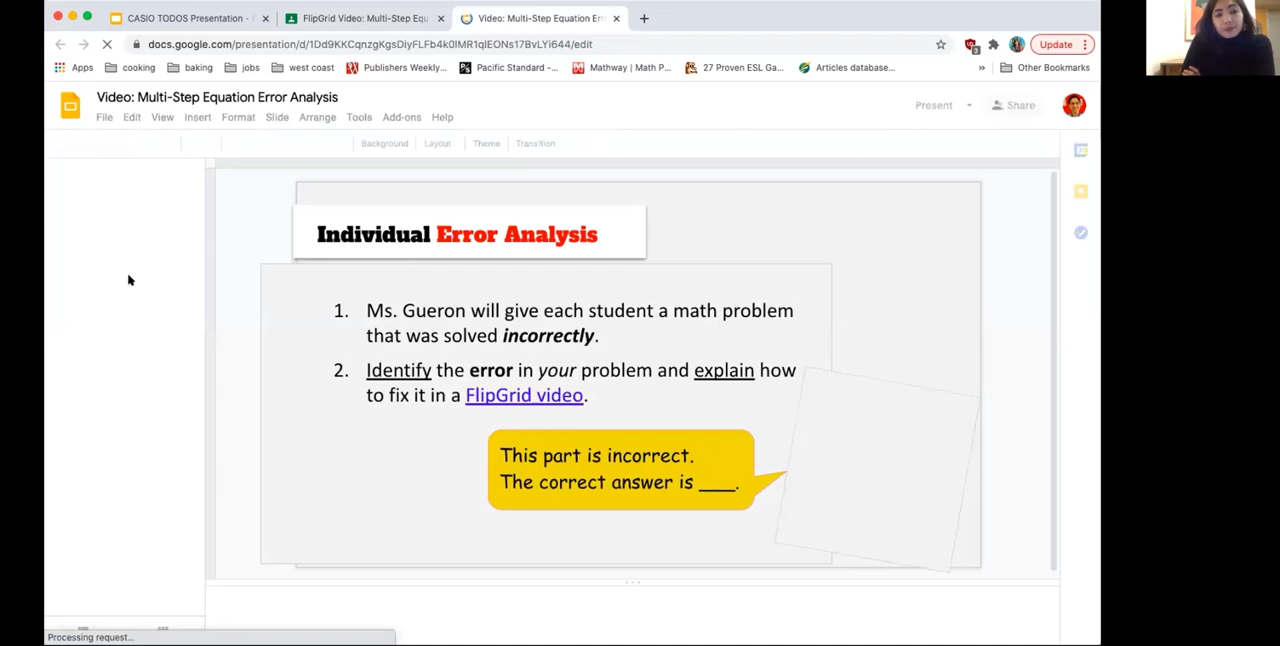 CASIO TODOS Presentation -
FlipGrid Video: Multi-Step Equ
Video: Multi-Step Equation Er
docs.google.com/presentation/d/1Dd9KKCqnzgKgsDiyFLFb4k0IMR1qlEONs17BvLYi644/edit
3
Update
Apps
cooking
baking
jobs
west coast
Publishers Weekly...
Pacific Standard -...
Mathway | Math P...
27 Proven ESL Ga...
Articles database...
»
Other Bookmarks
Video: Multi-Step Equation Error Analysis
File Edit View Insert Format Slide Arrange Tools Add-ons Help
Present
Share
Background Layout Theme Transition
Individual Error Analysis
1. Ms. Gueron will give each student a math problem
that was solved incorrectly.
2. Identify the error in your problem and explain how
to fix it in a FlipGrid video.
This part is incorrect.
The correct answer is ____.
Processing request...